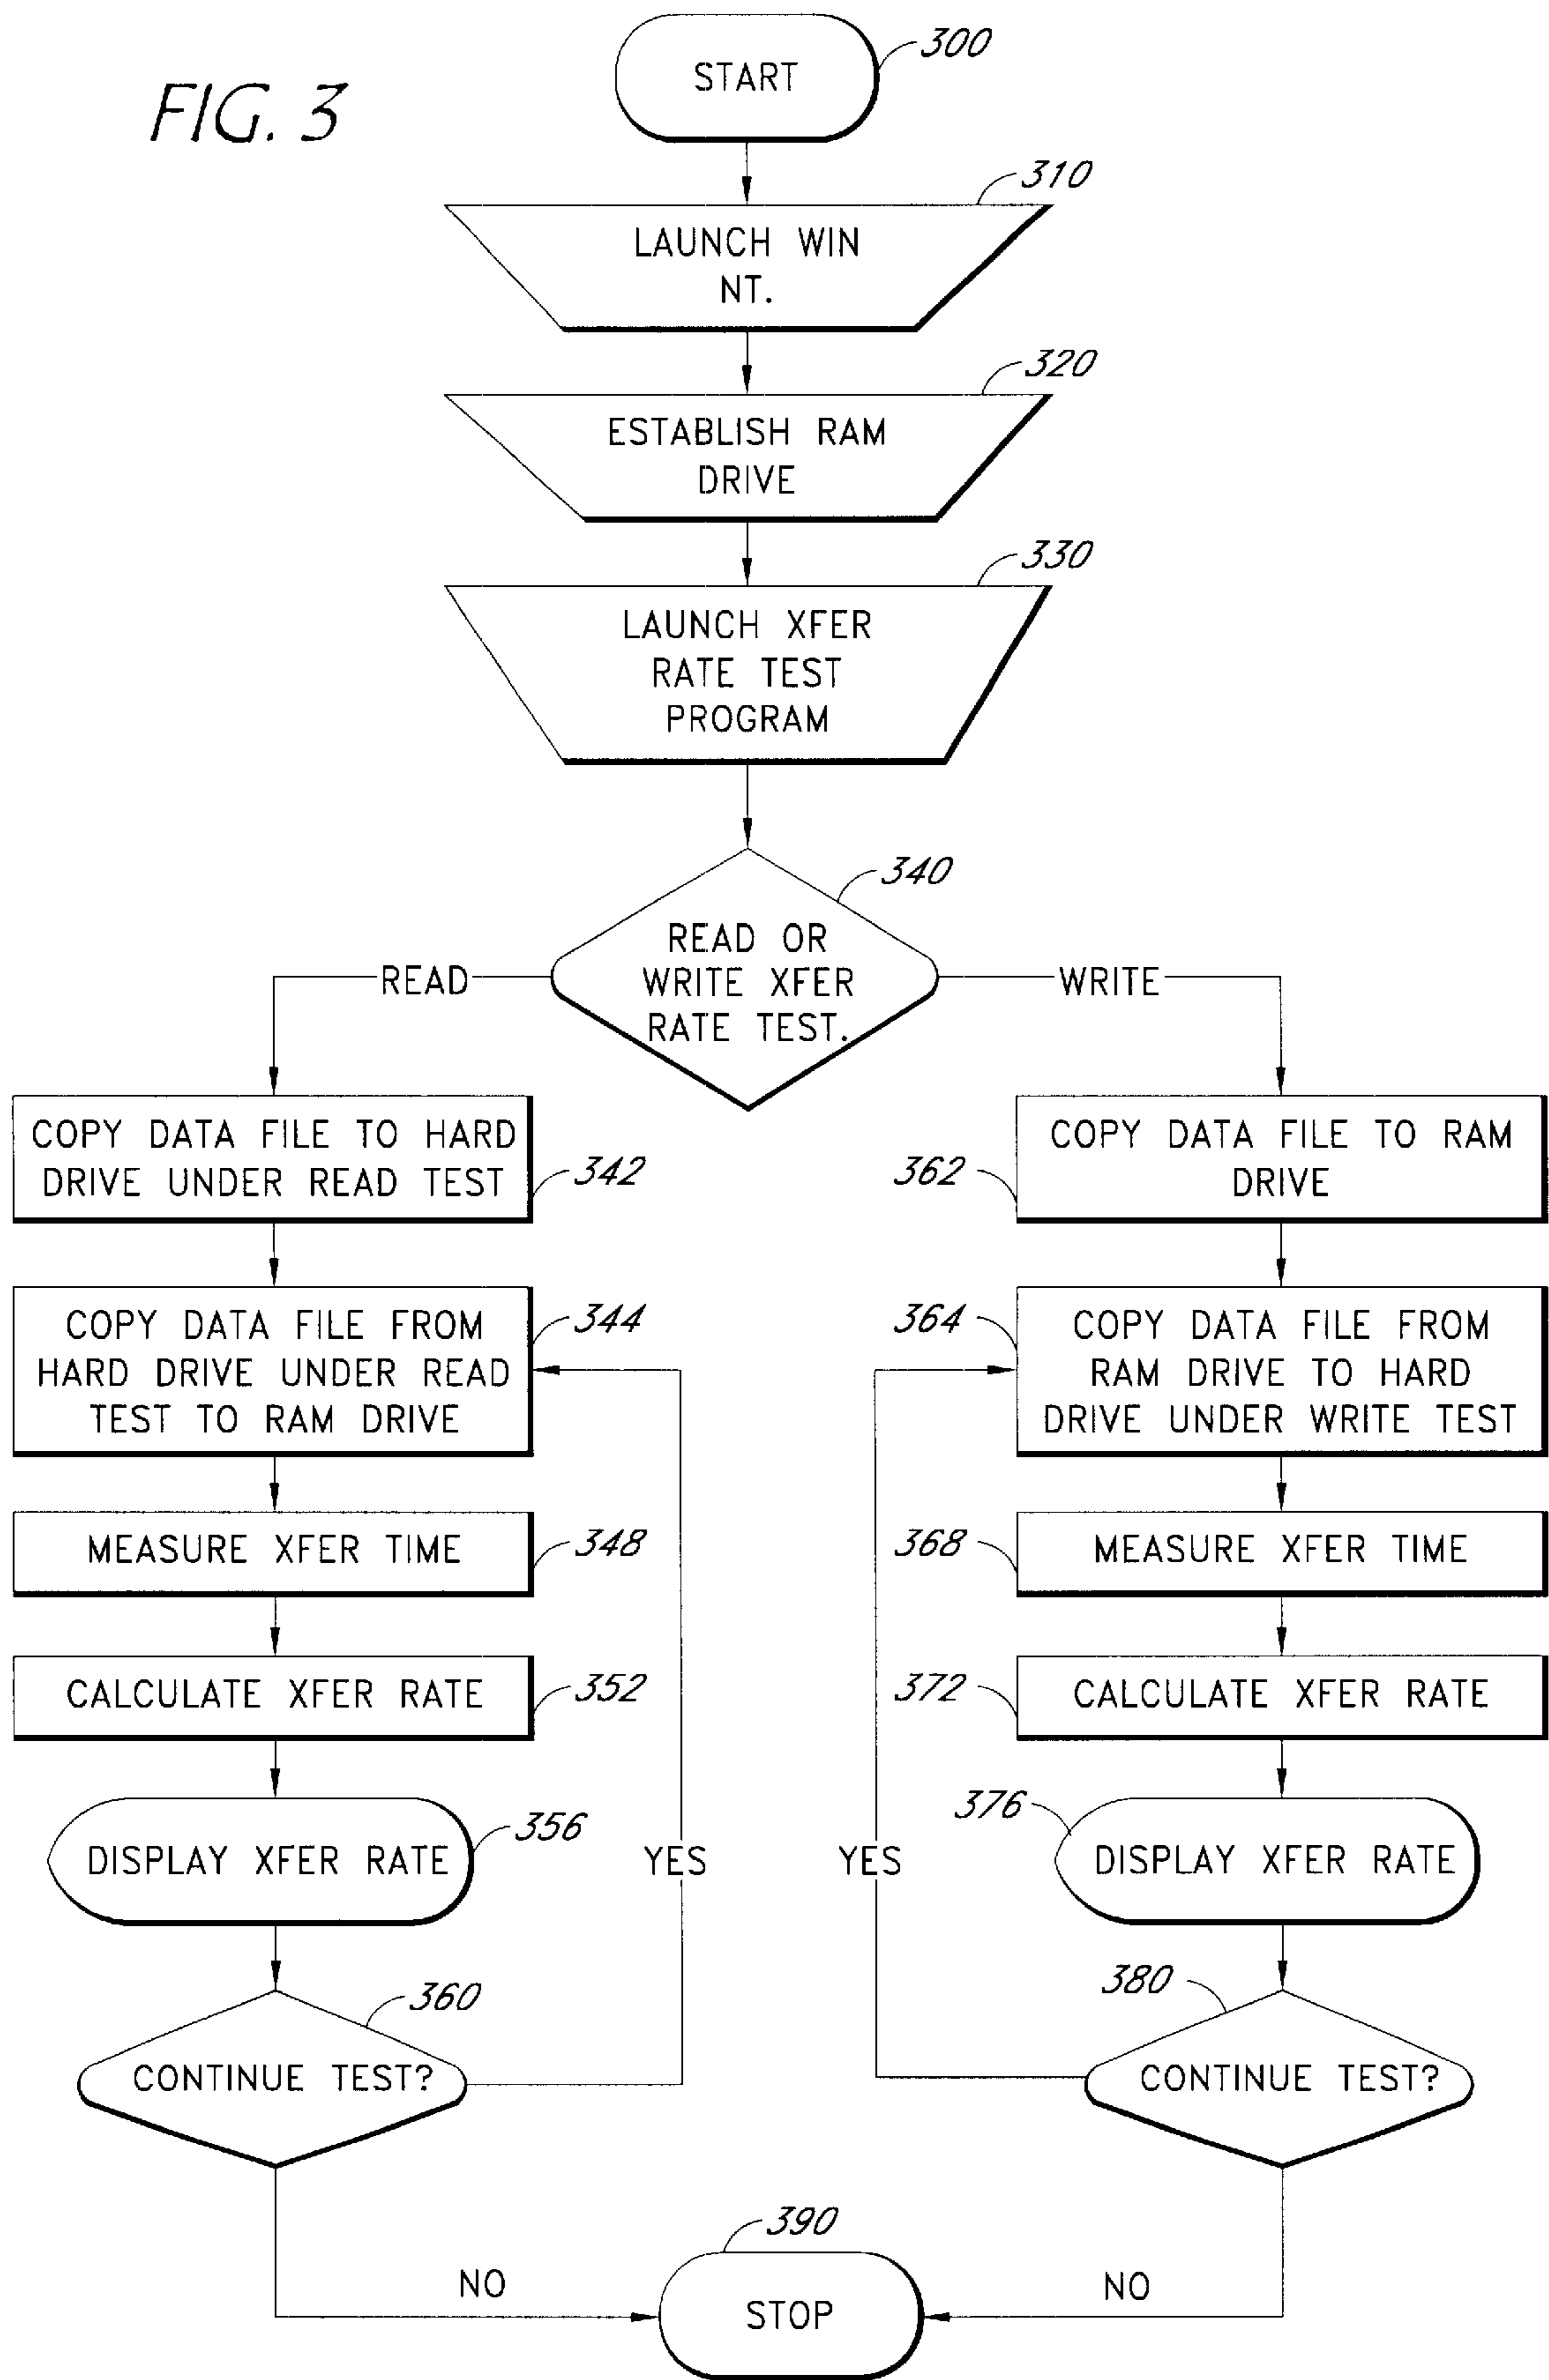 FIG. 3
START
300
310
LAUNCH WIN
NT.
320
ESTABLISH RAM
DRIVE
330
LAUNCH XFER
RATE TEST
PROGRAM
340
READ OR
WRITE XFER
RATE TEST.
READ
WRITE
COPY DATA FILE TO HARD
DRIVE UNDER READ TEST
342
COPY DATA FILE FROM
HARD DRIVE UNDER READ
TEST TO RAM DRIVE
344
MEASURE XFER TIME
348
CALCULATE XFER RATE
352
DISPLAY XFER RATE
356
YES
360
CONTINUE TEST?
NO
362
COPY DATA FILE TO RAM
DRIVE
364
COPY DATA FILE FROM
RAM DRIVE TO HARD
DRIVE UNDER WRITE TEST
368
MEASURE XFER TIME
372
CALCULATE XFER RATE
376
DISPLAY XFER RATE
YES
380
CONTINUE TEST?
NO
390
STOP